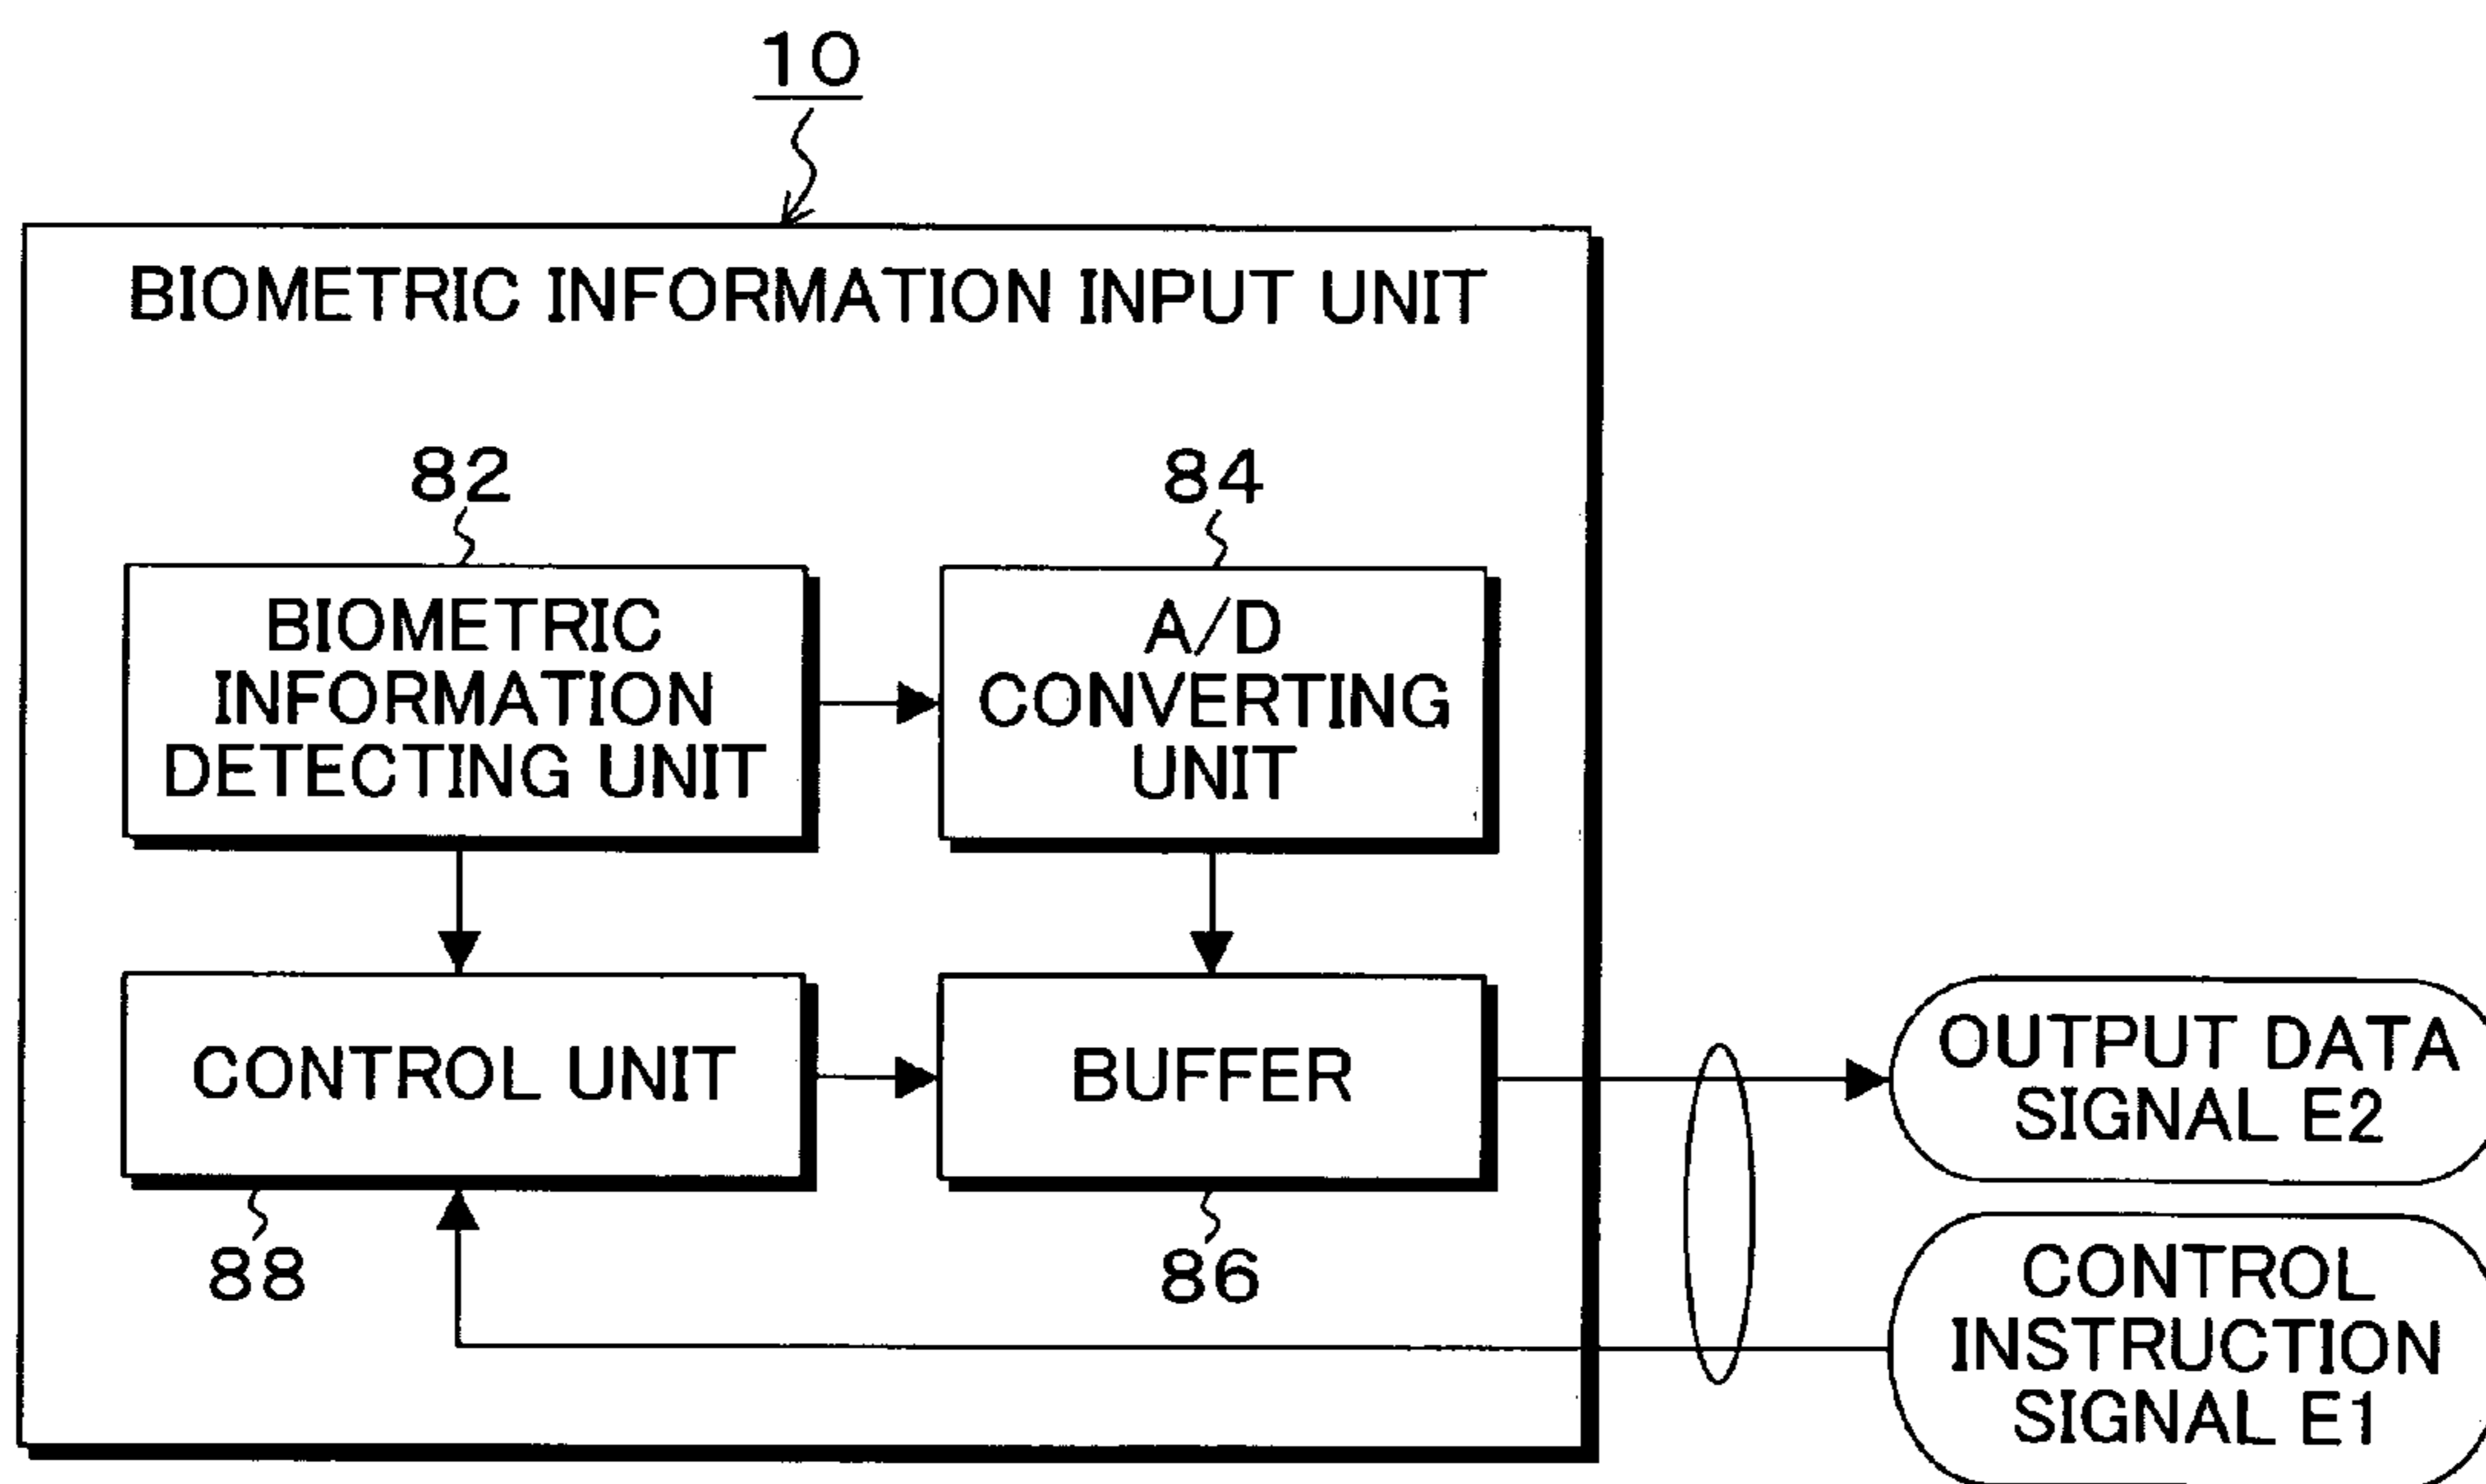 10
BIOMETRIC INFORMATION INPUT UNIT
82
84
BIOMETRIC
INFORMATION
DETECTING UNIT
A/D
CONVERTING
UNIT
CONTROL UNIT
BUFFER
OUTPUT DATA
SIGNAL E2
88
86
CONTROL
INSTRUCTION
SIGNAL E1